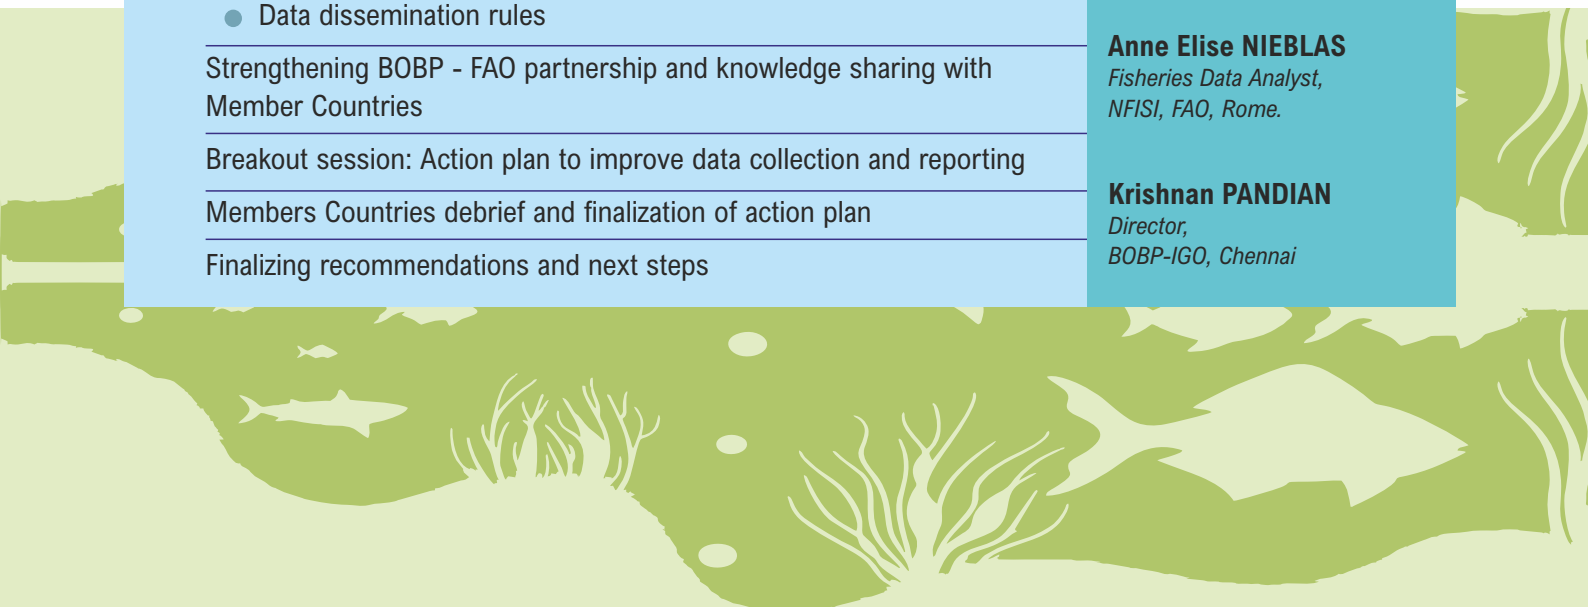 ● Data dissemination rules
Strengthening BOBP - FAO partnership and knowledge sharing with
Member Countries
Breakout session: Action plan to improve data collection and reporting
Members Countries debrief and finalization of action plan
Finalizing recommendations and next steps
Anne Elise NIEBLAS
Fisheries Data Analyst,
NFISI, FAO, Rome.
Krishnan PANDIAN
Director,
BOBP-IGO, Chennai